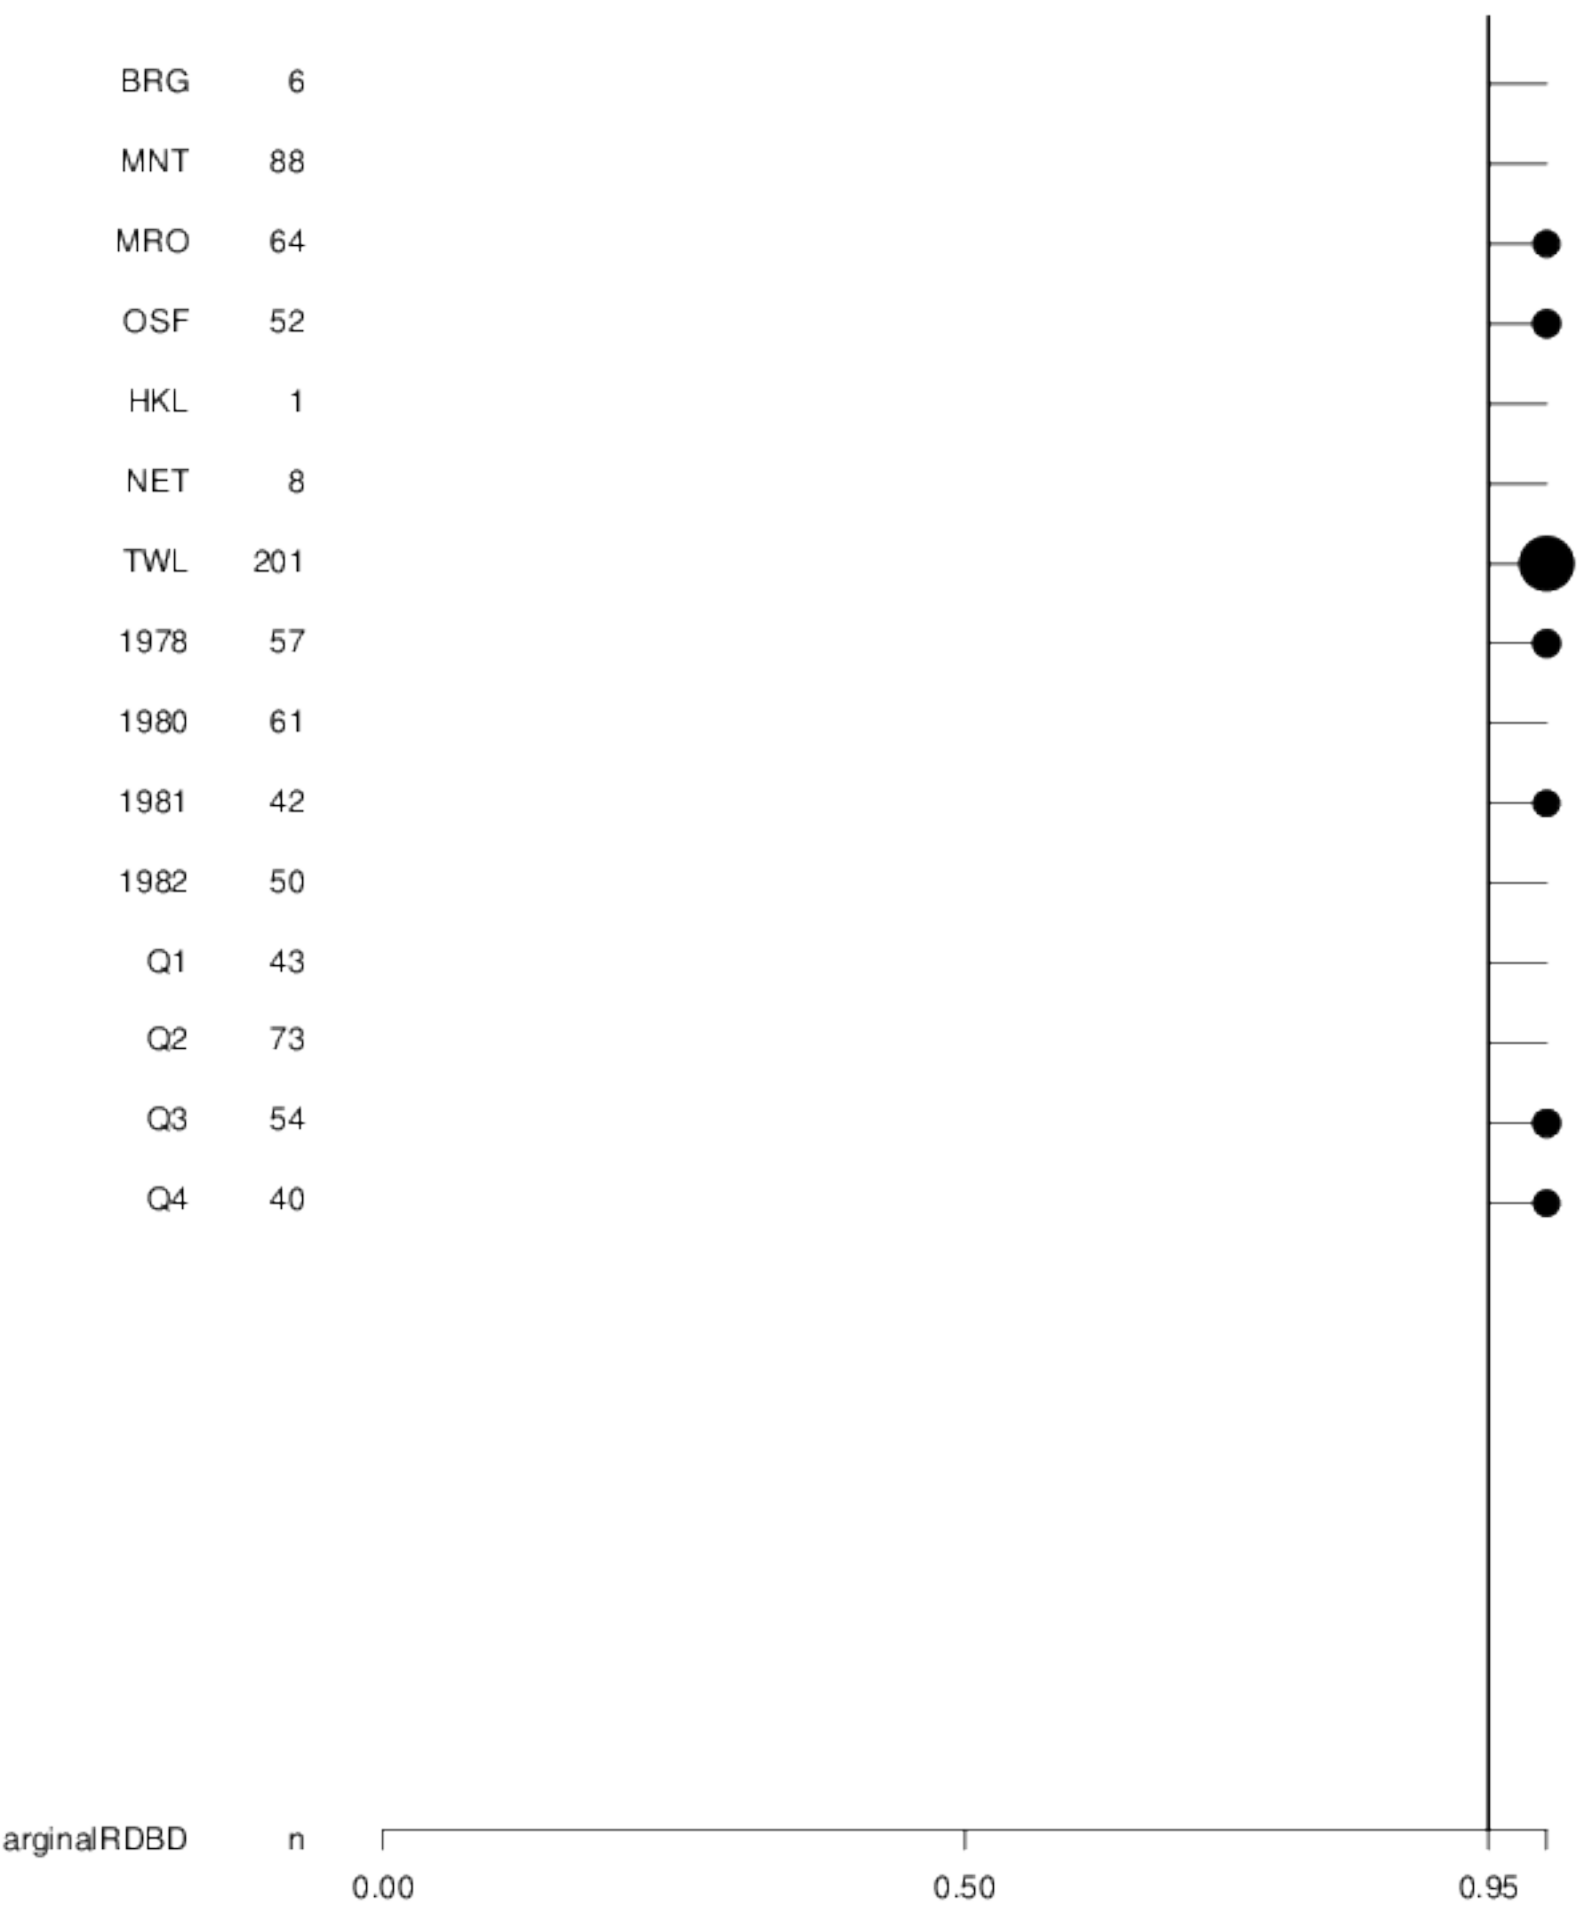 BRG 6
MNT 88
MRO 64
OSF 52
HKL 1
NET 8
TWL 201
1978 57
1980 61
1981 42
1982 50
Q1 43
Q2 73
Q3 54
Q4 40
arginalRDBD n
0.00 0.50 0.95